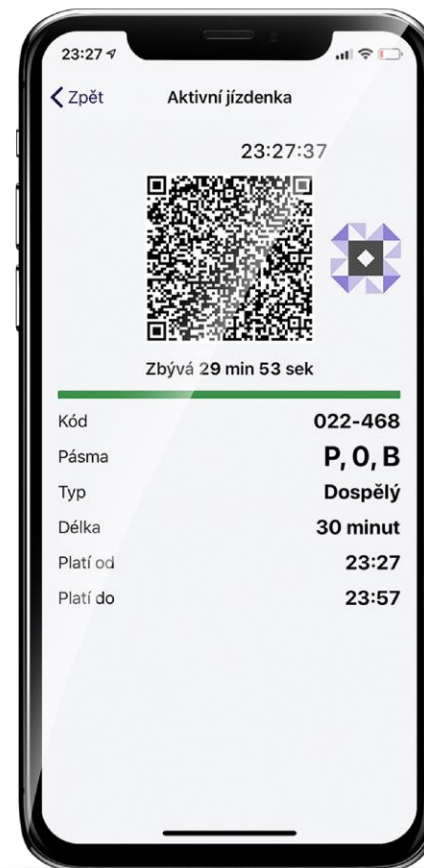 23:27
Zpět Aktivní jízdenka
23:27:37
Zbývá 29 min 53 sek
Kód 022-468
Pásma P, 0, B
Typ Dospělý
Délka 30 minut
Platí od 23:27
Platí do 23:57